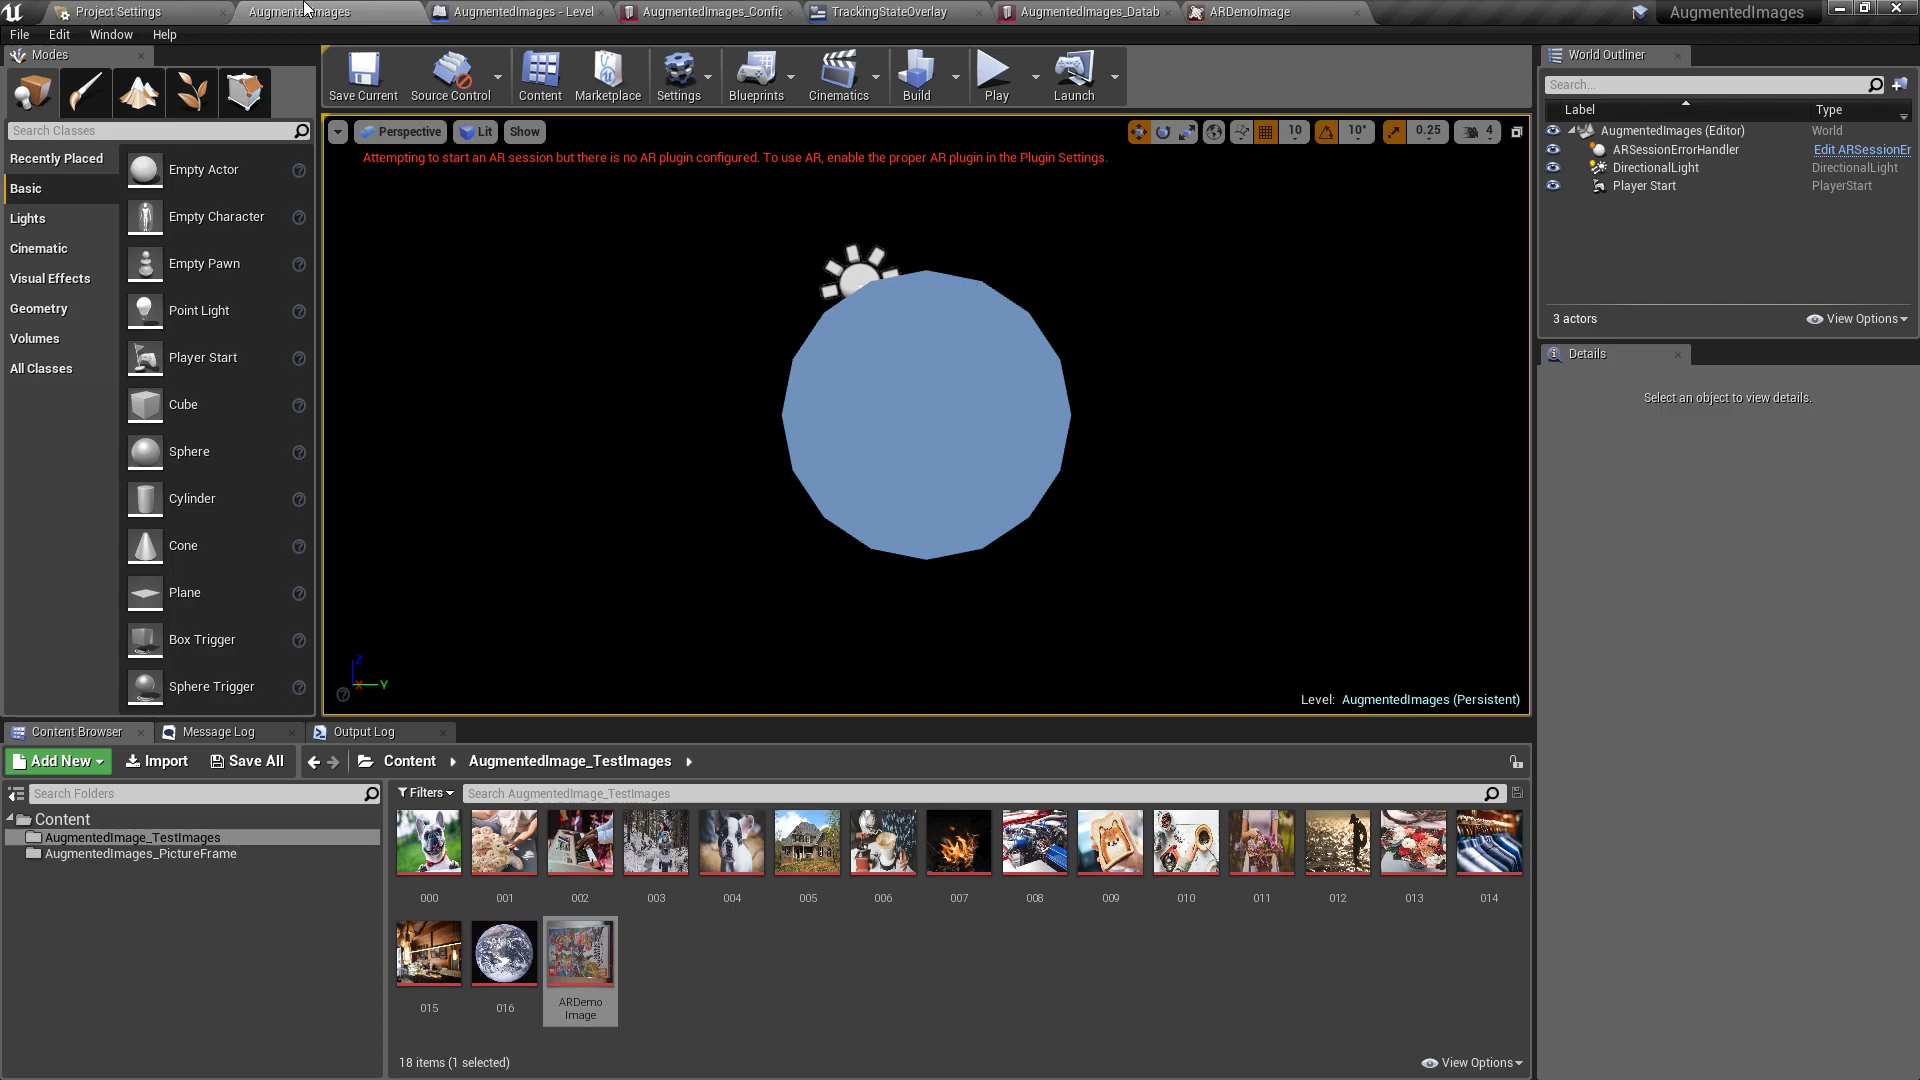 Project Settings
AugmentedImages
AugmentedImages - Level
AugmentedImages_Config
TrackingStateOverlay
AugmentedImages_Datab
ARDemoImage
AugmentedImages
File
Edit
Window
Help
Modes
Save Current
Source Control
Content
Marketplace
Settings
Blueprints
Cinematics
Build
Play
Launch
Search Classes
Recently Placed
Basic
Lights
Cinematic
Visual Effects
Geometry
Volumes
All Classes
Empty Actor
Empty Character
Empty Pawn
Point Light
Player Start
Cube
Sphere
Cylinder
Cone
Plane
Box Trigger
Sphere Trigger
Perspective
Lit
Show
10
10°
0.25
4
Attempting to start an AR session but there is no AR plugin configured. To use AR, enable the proper AR plugin in the Plugin Settings.
Z
X
Y
Level: AugmentedImages (Persistent)
World Outliner
Search...
Label
Type
AugmentedImages (Editor)
World
ARSessionErrorHandler
Edit ARSessionEr
DirectionalLight
DirectionalLight
Player Start
PlayerStart
3 actors
View Options
Details
Select an object to view details.
Content Browser
Message Log
Output Log
Add New
Import
Save All
Content
AugmentedImage_TestImages
Search Folders
Content
AugmentedImage_TestImages
AugmentedImages_PictureFrame
Filters
Search AugmentedImage_TestImages
000
001
002
003
004
005
006
007
008
009
010
011
012
013
014
015
016
ARDemo
Image
18 items (1 selected)
View Options